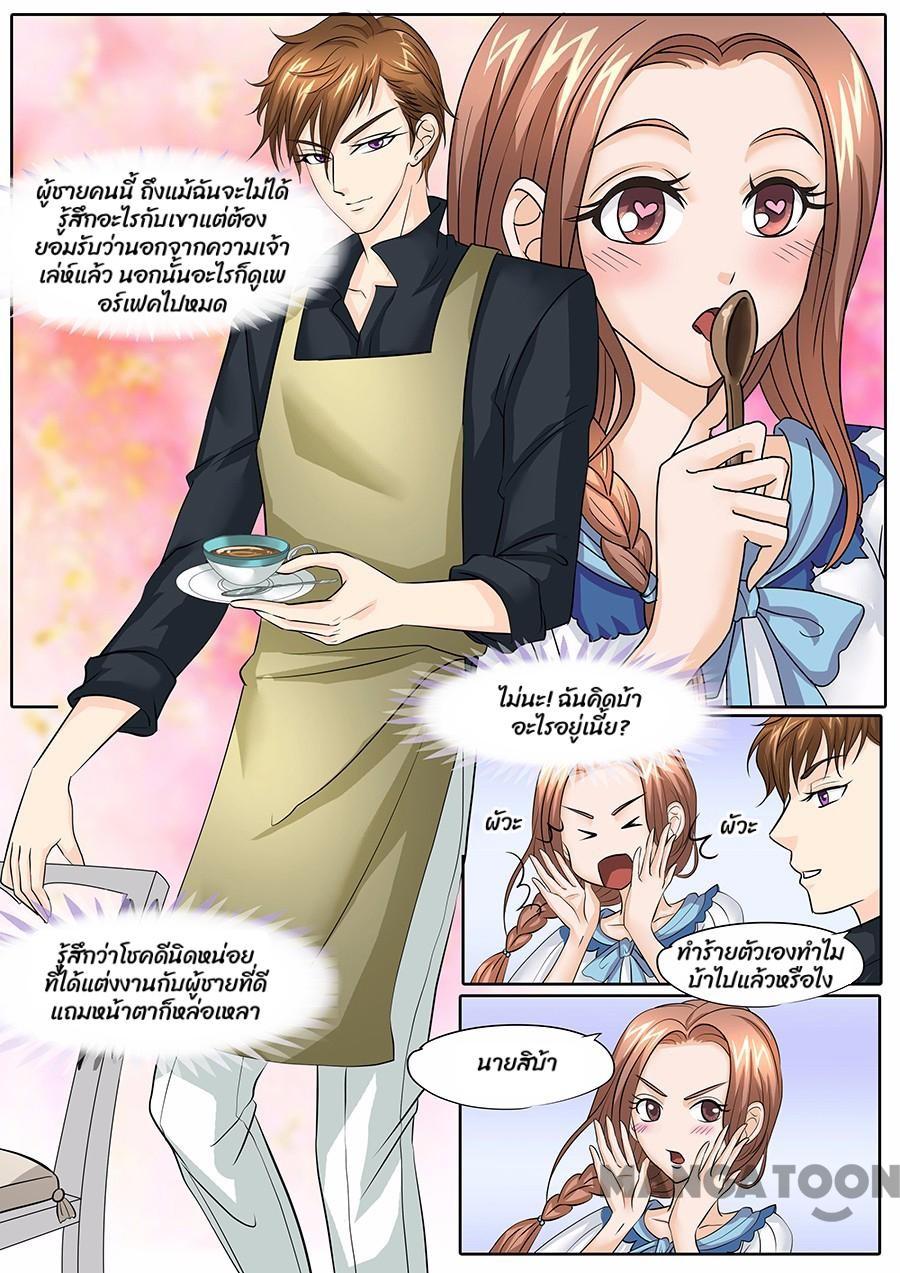 ผู้ชายคนนี้ ถึงแม้ฉันจะไม่ได้
รู้สึกอะไรกับเขาแต่ต้อง
ยอมรับว่านอกจากความเจ้า
เล่ห์แล้ว นอกนั้นอะไรก็ดูเพ
อร์เฟคไปหมด
ไม่นะ! ฉันคิดบ้า
อะไรอยู่เนี้ย?
ผัวะ
ผัวะ
รู้สึกว่าโชคดีนิดหน่อย
ที่ได้แต่งงานกับผู้ชายที่ดี
แถมหน้าตาก็หล่อเหลา
ทำร้ายตัวเองทำไม
บ้าไปแล้วหรือไง
นายสิบ้า
MANGATOON